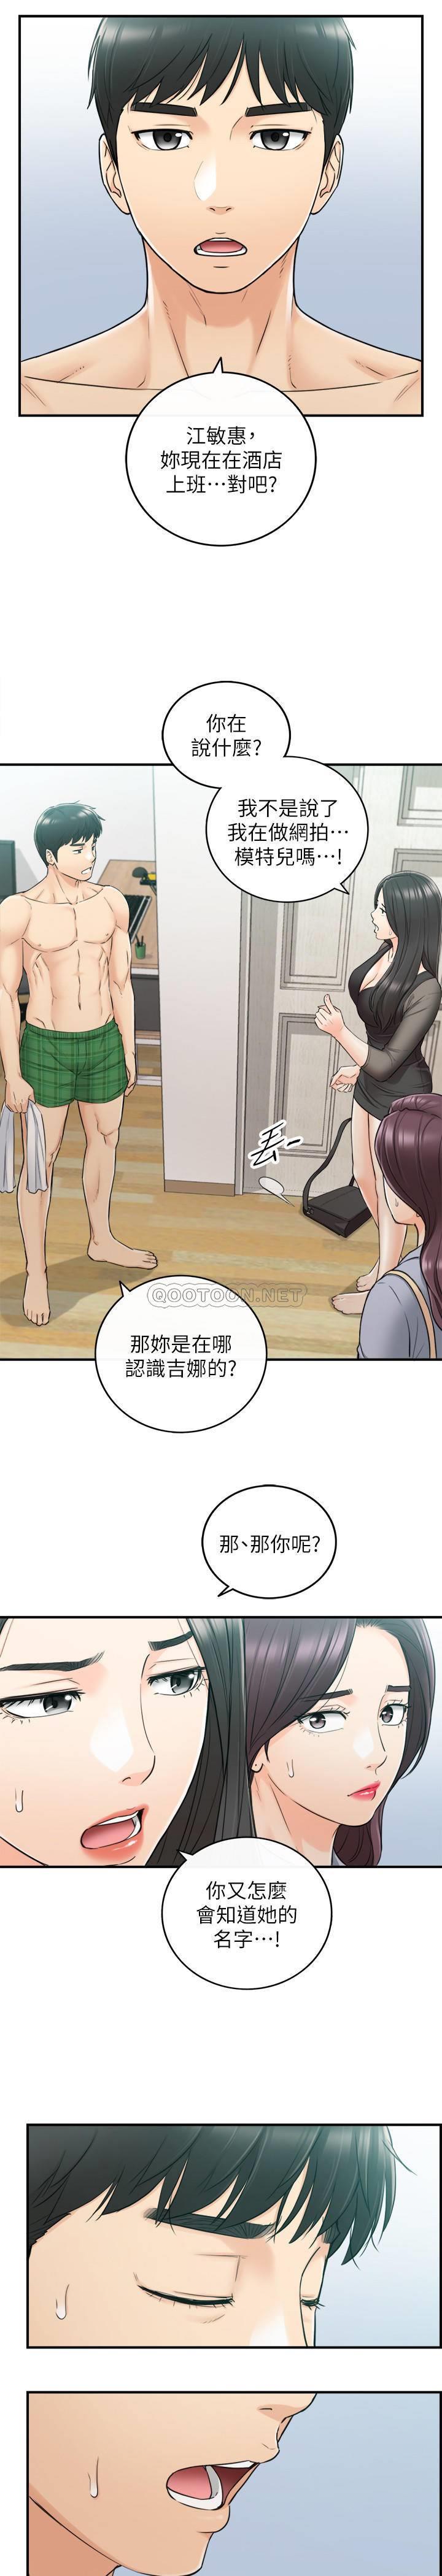 江敏惠，
妳現在在酒店
上班…對吧?
你在
說什麼?
我不是說了
我在做網拍…
模特兒嗎…!
丟-
QOOTOON.NET
那妳是在哪
認識吉娜的?
那、那你呢?
你又怎麼
會知道她的
名字…!